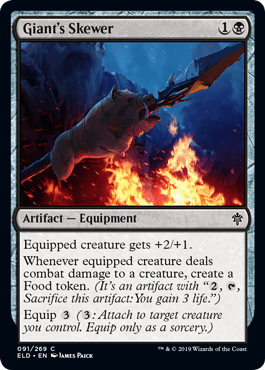 Giant's Skewer 1
Artifact — Equipment
Equipped creature gets +2/+1.
Whenever equipped creature deals
combat damage to a creature, create a
Food token. (It's an artifact with "2, ,
Sacrifice this artifact: You gain 3 life.")
Equip 3 (3: Attach to target creature
you control. Equip only as a sorcery.)
091/269 C
ELD • EN James Paick ™ & © 2019 Wizards of the Coast